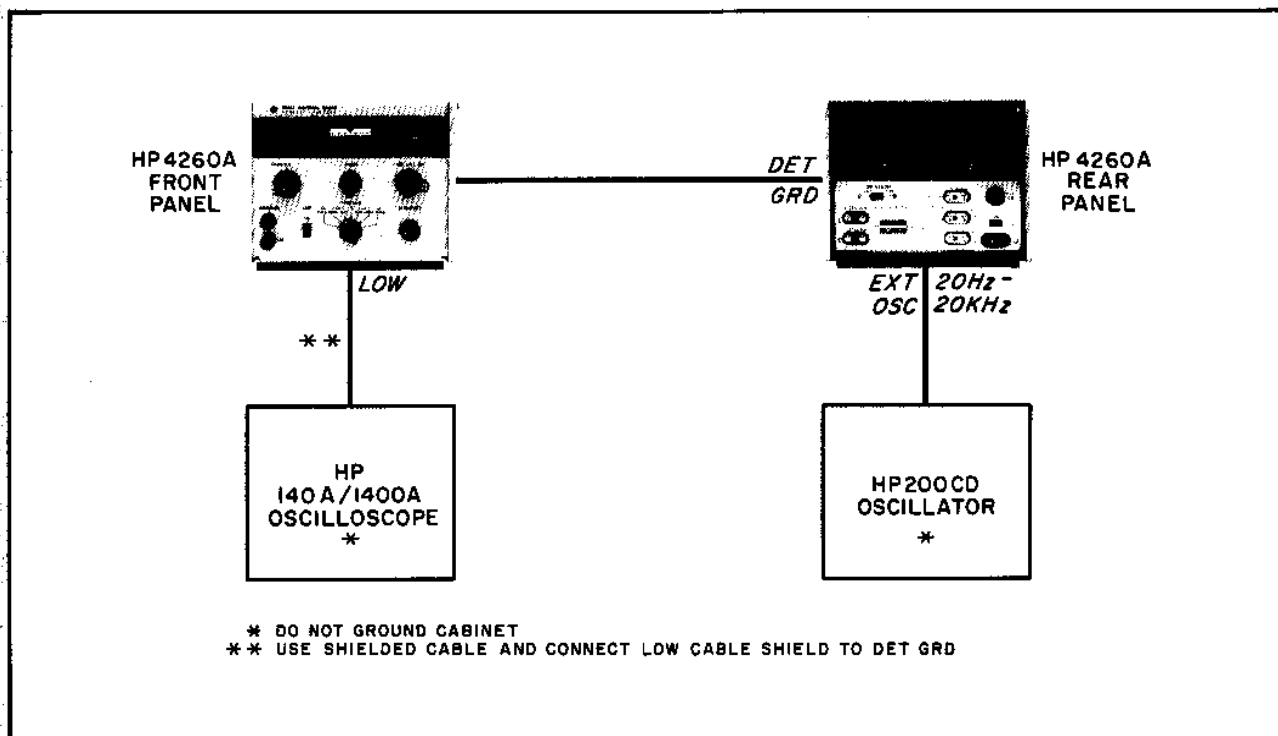 HP4260A
FRONT
PANEL
DET
GRD
HP4260A
REAR
PANEL
LOW
EXT
OSC
20Hz-
20KHz
**
HP
140A/1400A
OSCILLOSCOPE
*
HP200CD
OSCILLATOR
*
* DO NOT GROUND CABINET
** USE SHIELDED CABLE AND CONNECT LOW CABLE SHIELD TO DET GRD